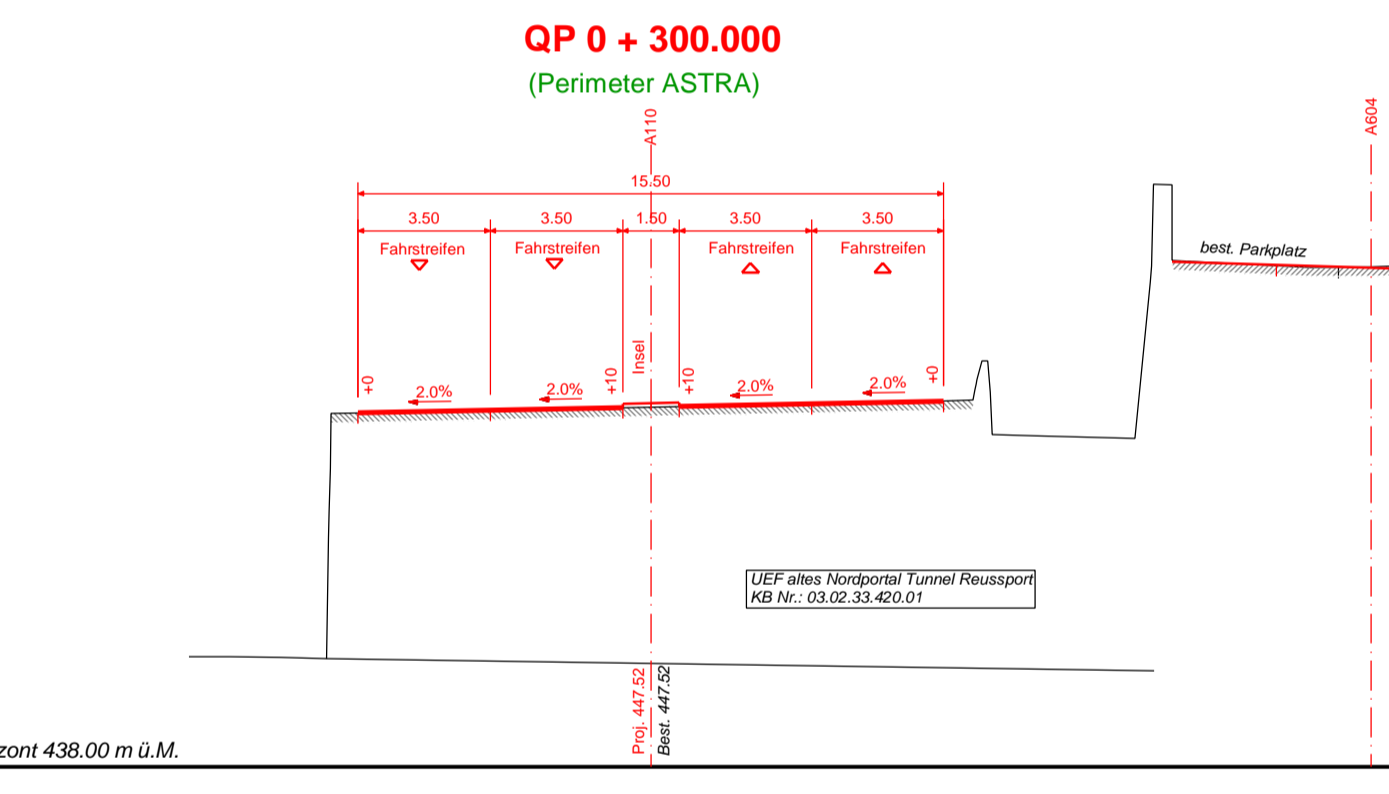 QP 0 + 300.000
(Perimeter ASTRA)
A110
A604
15.50
3.50
3.50
1.50
3.50
3.50
Fahrstreifen
Fahrstreifen
Fahrstreifen
Fahrstreifen
best. Parkplatz
+0
2.0%
2.0%
+10
Insel
+10
2.0%
2.0%
+0
UEF altes Nordportal Tunnel Reussport
KB Nr.: 03.02.33.420.01
Proj. 447.52
Best. 447.52
zont 438.00 m ü.M.